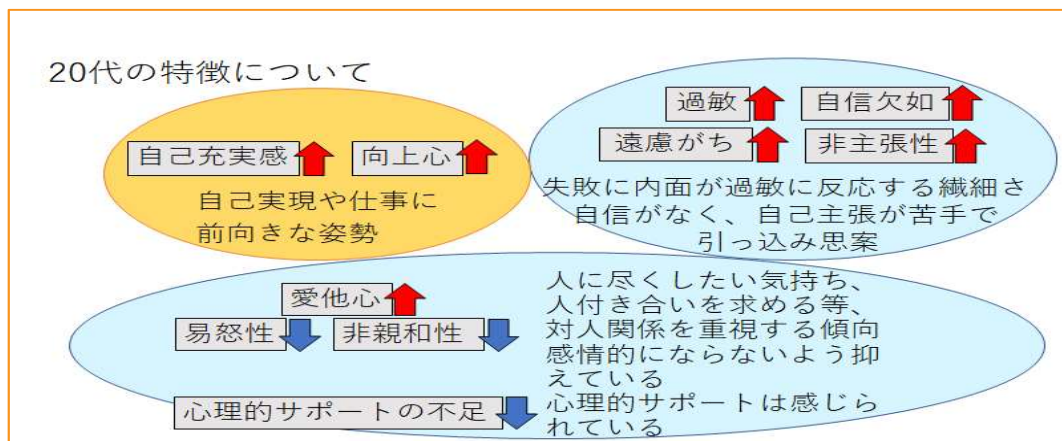 20代の特徴について
自己充実感 向上心
自己実現や仕事に
前向きな姿勢
過敏 自信欠如
遠慮がち 非主張性
失敗に内面が過敏に反応する繊細さ
自信がなく、自己主張が苦手で
引っ込み思案
愛他心
易怒性 非親和性
心理的サポートの不足
人に尽くしたい気持ち、
人付き合いを求める等、
対人関係を重視する傾向
感情的にならないよう抑
えている
心理的サポートは感じら
れている